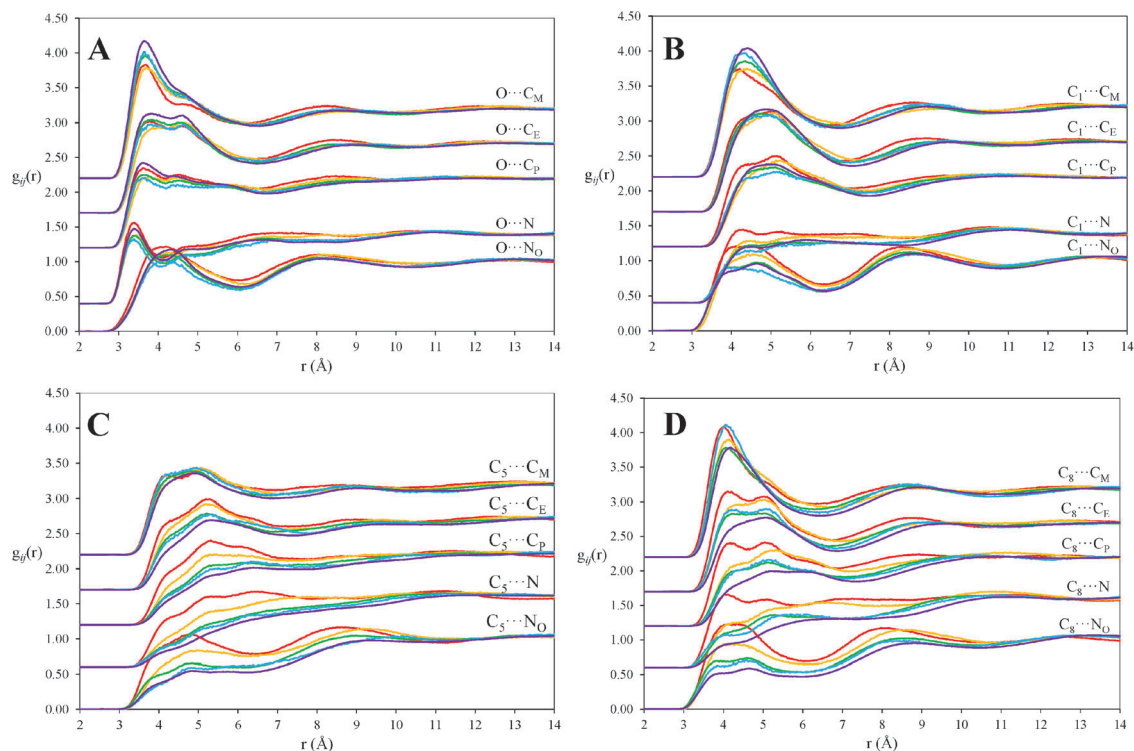 A
4.50
4.00
3.50
3.00
2.50
2.00
1.50
1.00
0.50
0.00
g_ij(r)
O···C_M
O···C_E
O···C_P
O···N
O···N_O
2 3 4 5 6 7 8 9 10 11 12 13 14
r (Å)
B
4.50
4.00
3.50
3.00
2.50
2.00
1.50
1.00
0.50
0.00
g_ij(r)
C_1···C_M
C_1···C_E
C_1···C_P
C_1···N
C_1···N_O
2 3 4 5 6 7 8 9 10 11 12 13 14
r (Å)
C
4.50
4.00
3.50
3.00
2.50
2.00
1.50
1.00
0.50
0.00
g_ij(r)
C_5···C_M
C_5···C_E
C_5···C_P
C_5···N
C_5···N_O
2 3 4 5 6 7 8 9 10 11 12 13 14
r (Å)
D
4.50
4.00
3.50
3.00
2.50
2.00
1.50
1.00
0.50
0.00
g_ij(r)
C_8···C_M
C_8···C_E
C_8···C_P
C_8···N
C_8···N_O
2 3 4 5 6 7 8 9 10 11 12 13 14
r (Å)